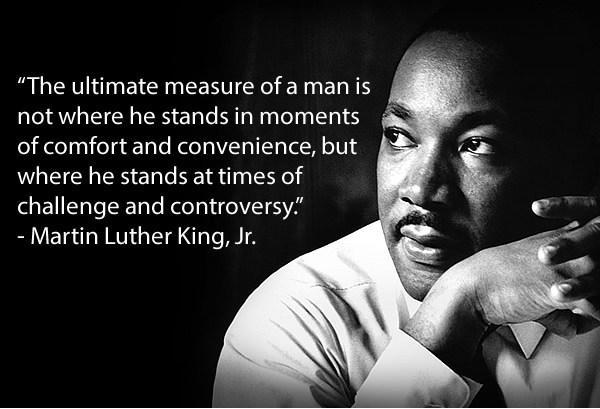 “The ultimate measure of a man is
not where he stands in moments
of comfort and convenience, but
where he stands at times of
challenge and controversy.”
- Martin Luther King, Jr.